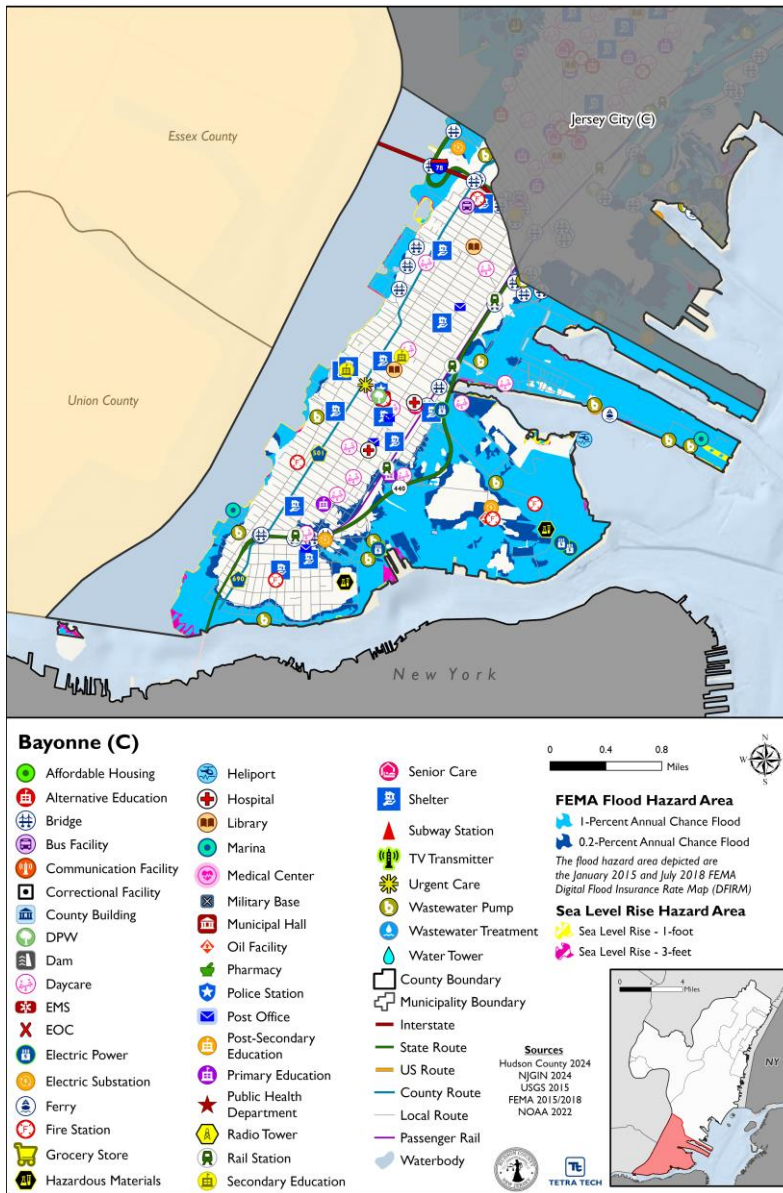 Essex County
Jersey City (C)
78
Union County
501
440
690
New York
Bayonne (C)
Affordable Housing
Alternative Education
Bridge
Bus Facility
Communication Facility
Correctional Facility
County Building
DPW
Dam
Daycare
EMS
EOC
Electric Power
Electric Substation
Ferry
Fire Station
Grocery Store
Hazardous Materials
Heliport
Hospital
Library
Marina
Medical Center
Military Base
Municipal Hall
Oil Facility
Pharmacy
Police Station
Post Office
Post-Secondary
Education
Primary Education
Public Health
Department
Radio Tower
Rail Station
Secondary Education
Senior Care
Shelter
Subway Station
TV Transmitter
Urgent Care
Wastewater Pump
Wastewater Treatment
Water Tower
County Boundary
Municipality Boundary
Interstate
State Route
US Route
County Route
Local Route
Passenger Rail
Waterbody
Sources
Hudson County 2024
NJGIN 2024
USGS 2015
FEMA 2015/2018
NOAA 2022
TETRA TECH
0 0.4 0.8
Miles
N
W E
S
FEMA Flood Hazard Area
1-Percent Annual Chance Flood
0.2-Percent Annual Chance Flood
The flood hazard area depicted are
the January 2015 and July 2018 FEMA
Digital Flood Insurance Rate Map (DFIRM)
Sea Level Rise Hazard Area
Sea Level Rise - 1-foot
Sea Level Rise - 3-feet
0 2 4
Miles
NY